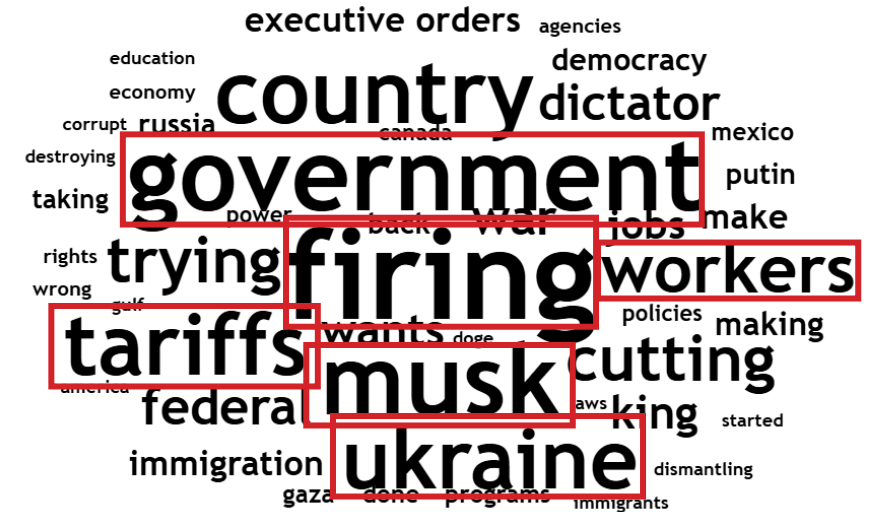 executive orders agencies
education democracy
economy country dictator
corrupt russia canada mexico
destroying government putin
taking power back war jobs make
rights trying firing workers
wrong gulf policies
tariffs wants doge making
america musk cutting
federal laws king started
immigration ukraine dismantling
gaza done programs immigrants